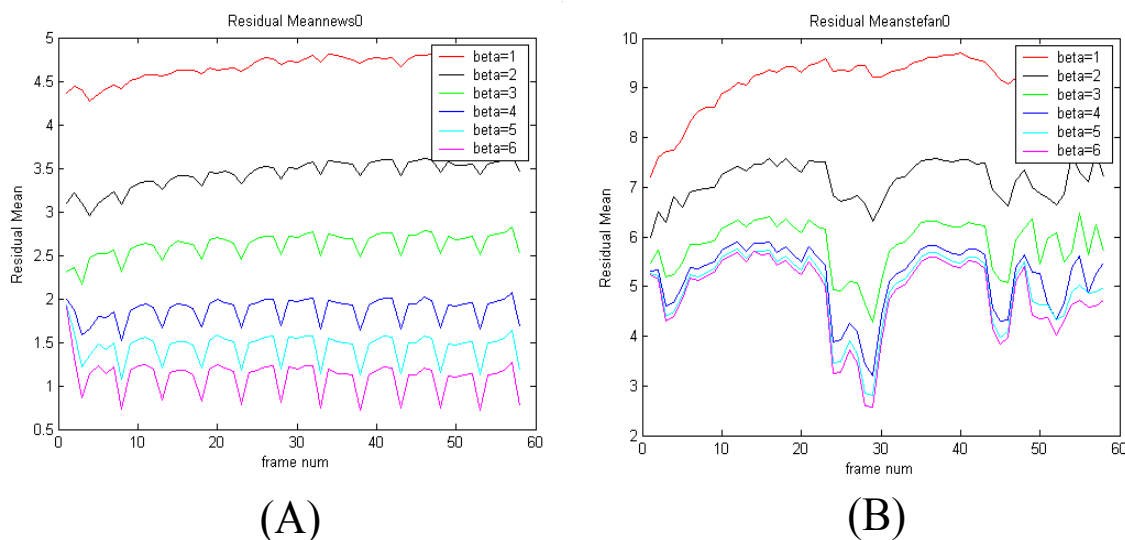 Residual Meannews0
5
4.5
4
3.5
3
2.5
2
1.5
1
0.5
Residual Mean
0
10
20
30
40
50
60
frame num
beta=1
beta=2
beta=3
beta=4
beta=5
beta=6
(A)
Residual Meanstefan0
10
9
8
7
6
5
4
3
2
Residual Mean
0
10
20
30
40
50
60
frame num
beta=1
beta=2
beta=3
beta=4
beta=5
beta=6
(B)